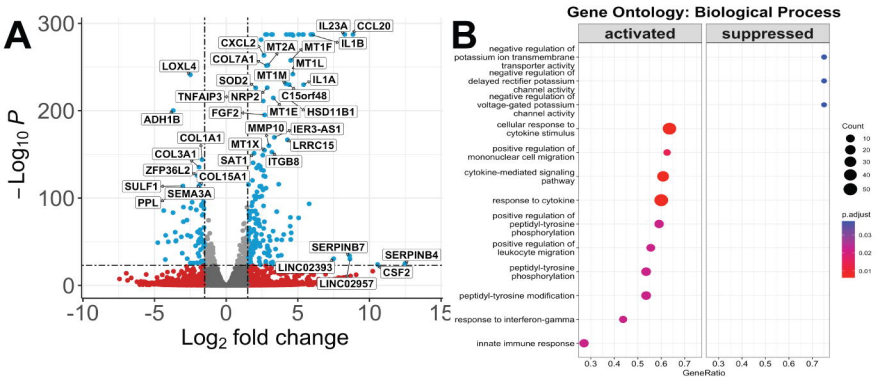 A
−Log10 P
300
200
100
0
-10
-5
0
5
10
15
Log2 fold change
IL23A
CCL20
CXCL2
MT2A
MT1F
IL1B
COL7A1
MT1L
LOXL4
MT1M
IL1A
SOD2
C15orf48
TNFAIP3
NRP2
HSD11B1
FGF2
MT1E
ADH1B
MMP10
IER3-AS1
COL1A1
MT1X
LRRC15
COL3A1
SAT1
ITGB8
ZFP36L2
COL15A1
SULF1
SEMA3A
PPL
SERPINB7
SERPINB4
LINC02393
CSF2
LINC02957
B
Gene Ontology: Biological Process
activated
suppressed
negative regulation of
potassium ion transmembrane
transporter activity
negative regulation of
delayed rectifier potassium
channel activity
negative regulation of
voltage-gated potassium
channel activity
cellular response to
cytokine stimulus
positive regulation of
mononuclear cell migration
cytokine-mediated signaling
pathway
response to cytokine
positive regulation of
peptidyl-tyrosine
phosphorylation
positive regulation of
leukocyte migration
peptidyl-tyrosine
phosphorylation
peptidyl-tyrosine modification
response to interferon-gamma
innate immune response
0.3 0.4 0.5 0.6 0.7
0.3 0.4 0.5 0.6 0.7
GeneRatio
Count
10
20
30
40
50
p.adjust
0.03
0.02
0.01